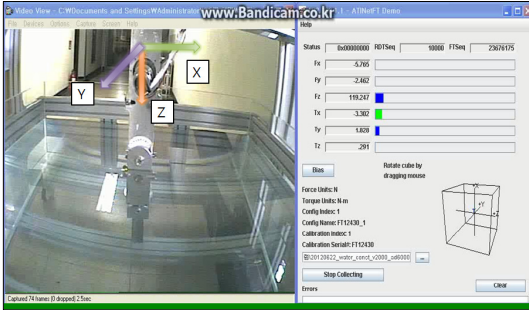 Video View - C:WDocuments and SettingsWAdministrator
www.Bandicam.co.kr
.1 - ATINetFT Demo
File Devices Options Capture Stream Help
Help
Status 0x00000000 RDTSeq 10000 FTSeq 23676175
Fx -5.765
Fy -2.462
Fz 119.247
Tx -3.302
Ty 1.028
Tz .291
X
Y
Z
Bias
Rotate cube by
dragging mouse
Force Units: N
Torque Units: N-m
Config Index: 1
Config Name: FT12430_1
Calibration Index: 1
Calibration Serial#: FT12430
20120622_water_conct_v2000_od6000
...
+X
+Y
+Z
Stop Collecting
Clear
Errors
Captured 74 frames (0 dropped) 2.5sec